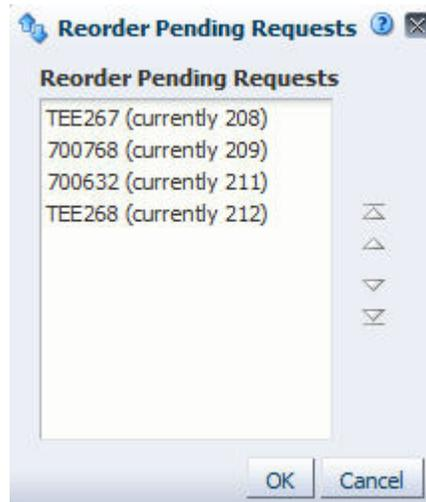 Reorder Pending Requests
Reorder Pending Requests
TEE267 (currently 208)
700768 (currently 209)
700632 (currently 211)
TEE268 (currently 212)
OK Cancel